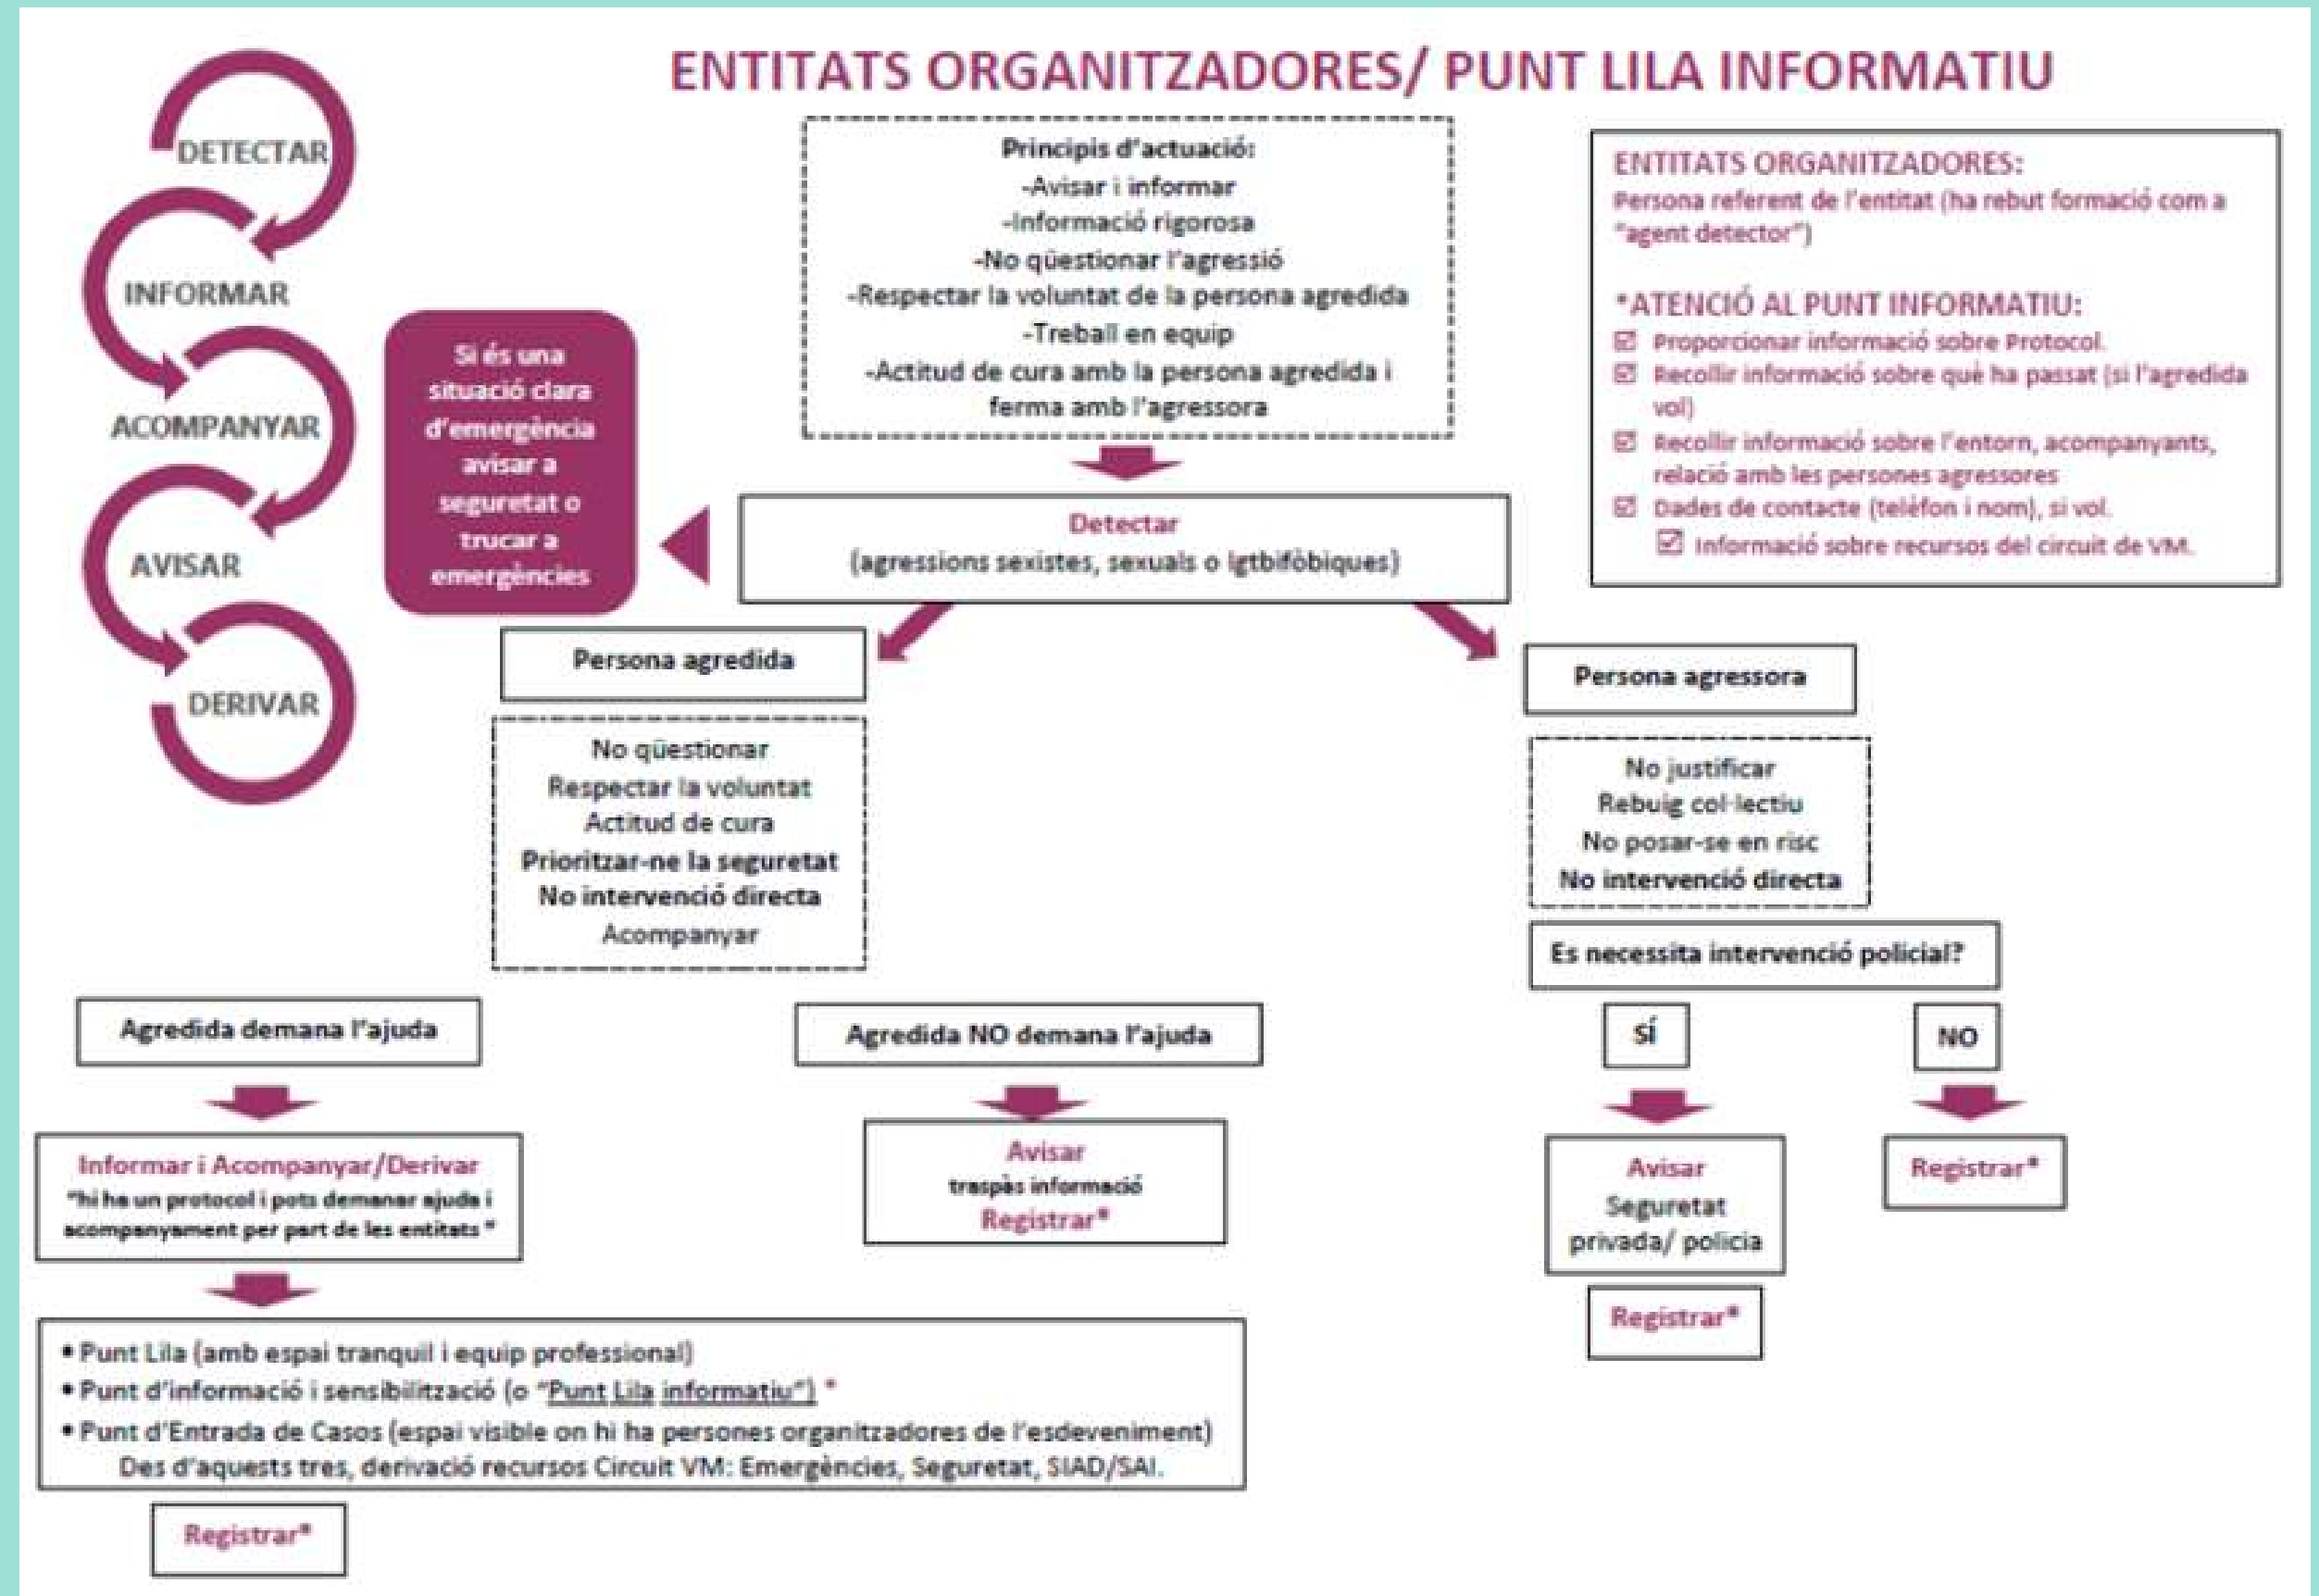 ENTITATS ORGANITZADORES/ PUNT LILA INFORMATIU
DETECTAR
INFORMAR
ACOMPANYAR
AVISAR
DERIVAR
Principis d'actuació:
-Avisar i informar
-Informació rigorosa
-No qüestionar l'agressió
-Respectar la voluntat de la persona agredida
-Treball en equip
-Actitud de cura amb la persona agredida i
ferma amb l'agressora
ENTITATS ORGANITZADORES:
Persona referent de l'entitat (ha rebut formació com a
"agent detector")
*ATENCIÓ AL PUNT INFORMATIU:
☑ Proporcionar informació sobre Protocol.
☑ Recollir informació sobre què ha passat (si l'agredida
vol)
☑ Recollir informació sobre l'entorn, acompanyants,
relació amb les persones agressores
☑ Dades de contacte (telèfon i nom), si vol.
☑ Informació sobre recursos del circuit de VM.
Si és una
situació clara
d'emergència
avisar a
seguretat o
trucar a
emergències
Detectar
(agressions sexistes, sexuals o lgtbifòbiques)
Persona agredida
No qüestionar
Respectar la voluntat
Actitud de cura
Prioritzar-ne la seguretat
No intervenció directa
Acompanyar
Persona agressora
No justificar
Rebuig col·lectiu
No posar-se en risc
No intervenció directa
Es necessita intervenció policial?
SÍ
NO
Agredida demana l'ajuda
Agredida NO demana l'ajuda
Informar i Acompanyar/Derivar
"hi ha un protocol i pots demanar ajuda i
acompanyament per part de les entitats "
Avisar
traspàs informació
Registrar*
Avisar
Seguretat
privada/ policia
Registrar*
Registrar*
• Punt Lila (amb espai tranquil i equip professional)
• Punt d'informació i sensibilització (o "Punt Lila informatiu") *
• Punt d'Entrada de Casos (espai visible on hi ha persones organitzadores de l'esdeveniment)
Des d'aquests tres, derivació recursos Circuit VM: Emergències, Seguretat, SIAD/SAI.
Registrar*